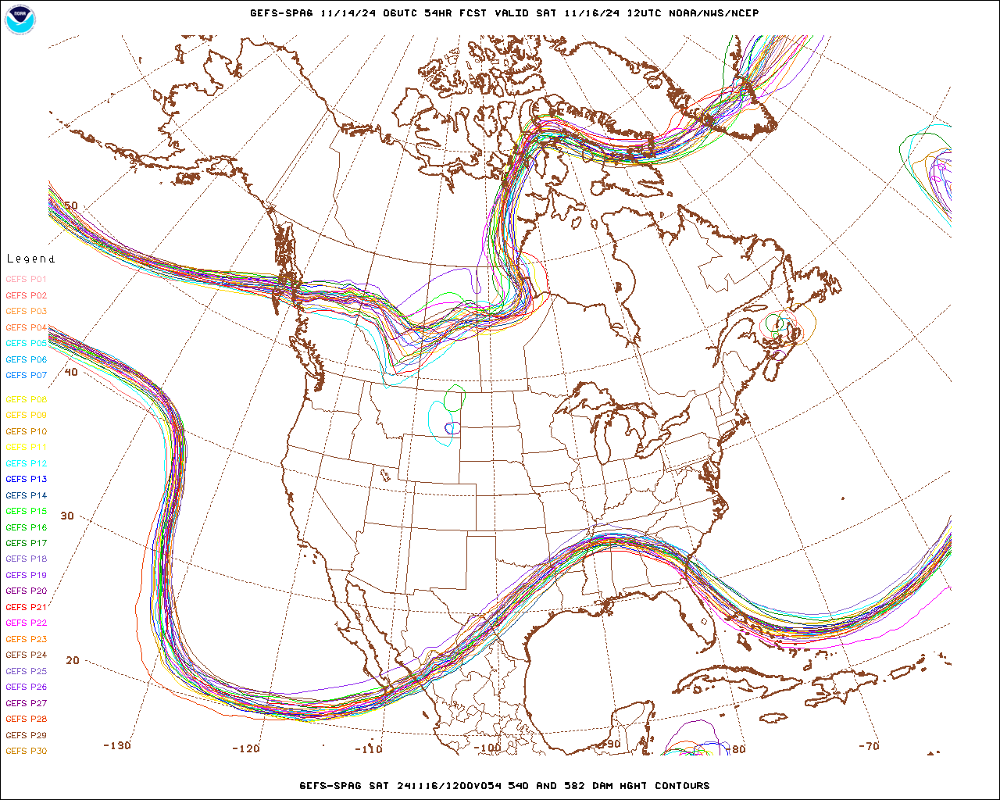 GEFS-SPAG 11/14/24 06UTC 54HR FCST VALID SAT 11/16/24 12UTC NOAA/NWS/NCEP
NOAA
50
Legend
GEFS P01
GEFS P02
GEFS P03
GEFS P04
GEFS P05
GEFS P06
GEFS P07
40
GEFS P08
GEFS P09
GEFS P10
GEFS P11
GEFS P12
GEFS P13
GEFS P14
GEFS P15
30
GEFS P16
GEFS P17
GEFS P18
GEFS P19
GEFS P20
GEFS P21
GEFS P22
GEFS P23
GEFS P24
20
GEFS P25
GEFS P26
GEFS P27
GEFS P28
GEFS P29
GEFS P30
-130 -120 -110 -100 -90 -80 -70
GEFS-SPAG SAT 241116/1200V054 540 AND 582 DAM HGHT CONTOURS